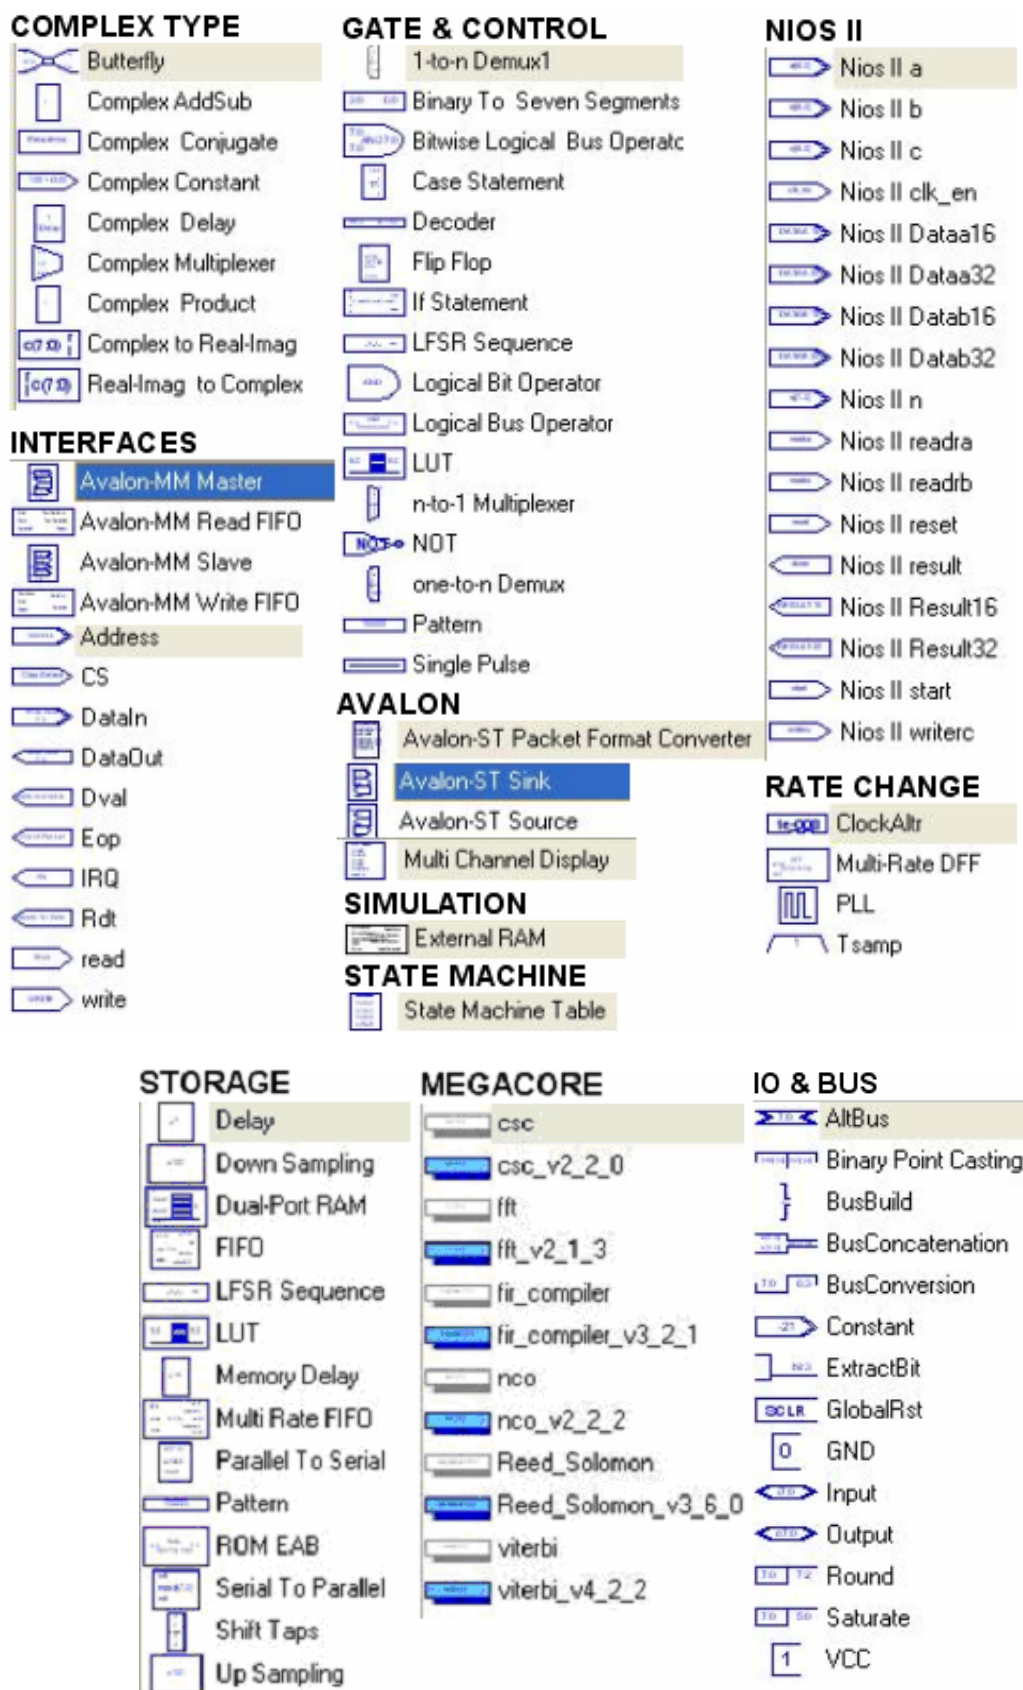 COMPLEX TYPE
Butterfly
Complex AddSub
Complex Conjugate
Complex Constant
Complex Delay
Complex Multiplexer
Complex Product
Complex to Real-Imag
Real-Imag to Complex
INTERFACES
Avalon-MM Master
Avalon-MM Read FIFO
Avalon-MM Slave
Avalon-MM Write FIFO
Address
CS
DataIn
DataOut
Dval
Eop
IRQ
Rdt
read
write
GATE & CONTROL
1-to-n Demux1
Binary To Seven Segments
Bitwise Logical Bus Operatc
Case Statement
Decoder
Flip Flop
If Statement
LFSR Sequence
Logical Bit Operator
Logical Bus Operator
LUT
n-to-1 Multiplexer
NOT NOT
one-to-n Demux
Pattern
Single Pulse
AVALON
Avalon-ST Packet Format Converter
Avalon-ST Sink
Avalon-ST Source
Multi Channel Display
SIMULATION
External RAM
STATE MACHINE
State Machine Table
NIOS II
Nios II a
Nios II b
Nios II c
Nios II clk_en
Nios II Dataa16
Nios II Dataa32
Nios II Datab16
Nios II Datab32
Nios II n
Nios II readra
Nios II readrb
Nios II reset
Nios II result
Nios II Result16
Nios II Result32
Nios II start
Nios II writerc
RATE CHANGE
ClockAltr
Multi-Rate DFF
PLL
1 Tsamp
STORAGE
Delay
Down Sampling
Dual-Port RAM
FIFO
LFSR Sequence
LUT
Memory Delay
Multi Rate FIFO
Parallel To Serial
Pattern
ROM EAB
Serial To Parallel
Shift Taps
Up Sampling
MEGACORE
csc
csc_v2_2_0
fft
fft_v2_1_3
fir_compiler
fir_compiler_v3_2_1
nco
nco_v2_2_2
Reed_Solomon
Reed_Solomon_v3_6_0
viterbi
viterbi_v4_2_2
IO & BUS
AltBus
Binary Point Casting
BusBuild
BusConcatenation
BusConversion
-21 Constant
ExtractBit
SCLR GlobalRst
0 GND
Input
Output
Round
Saturate
1 VCC